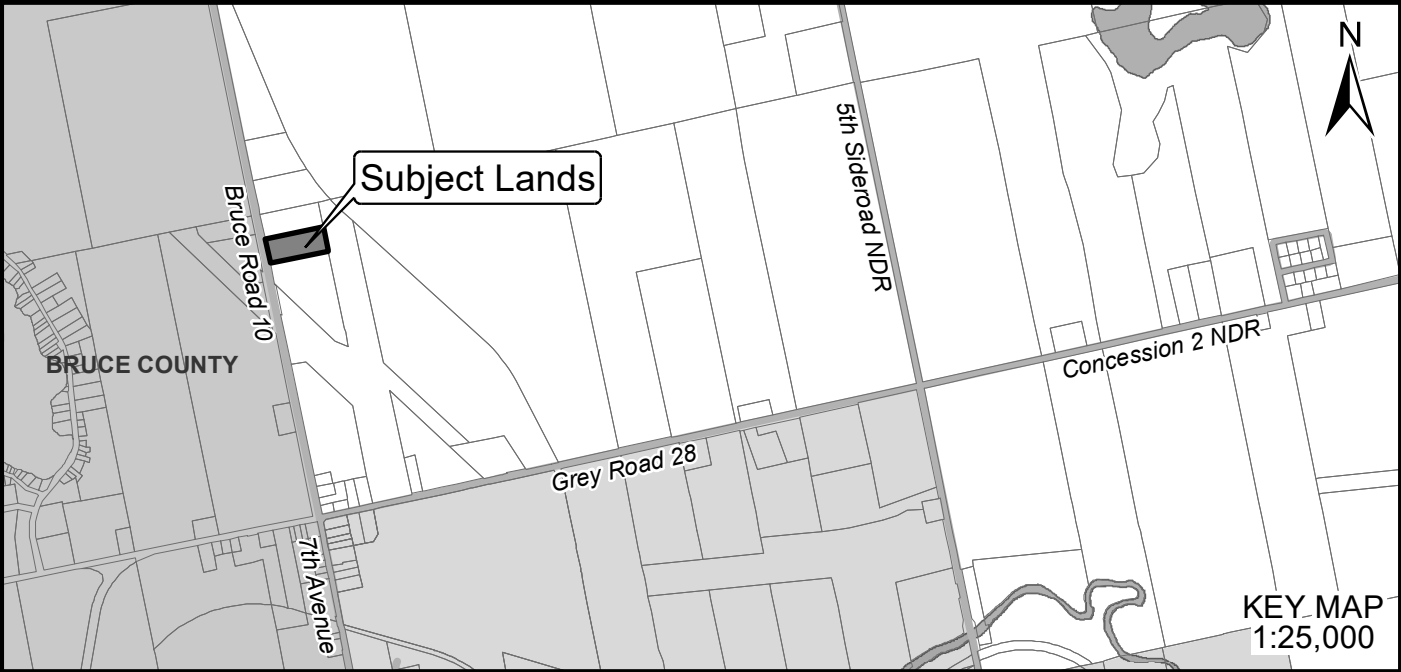 N
5th Sideroad NDR
Subject Lands
Bruce Road 10
BRUCE COUNTY
Concession 2 NDR
Grey Road 28
7th Avenue
KEY MAP
1:25,000